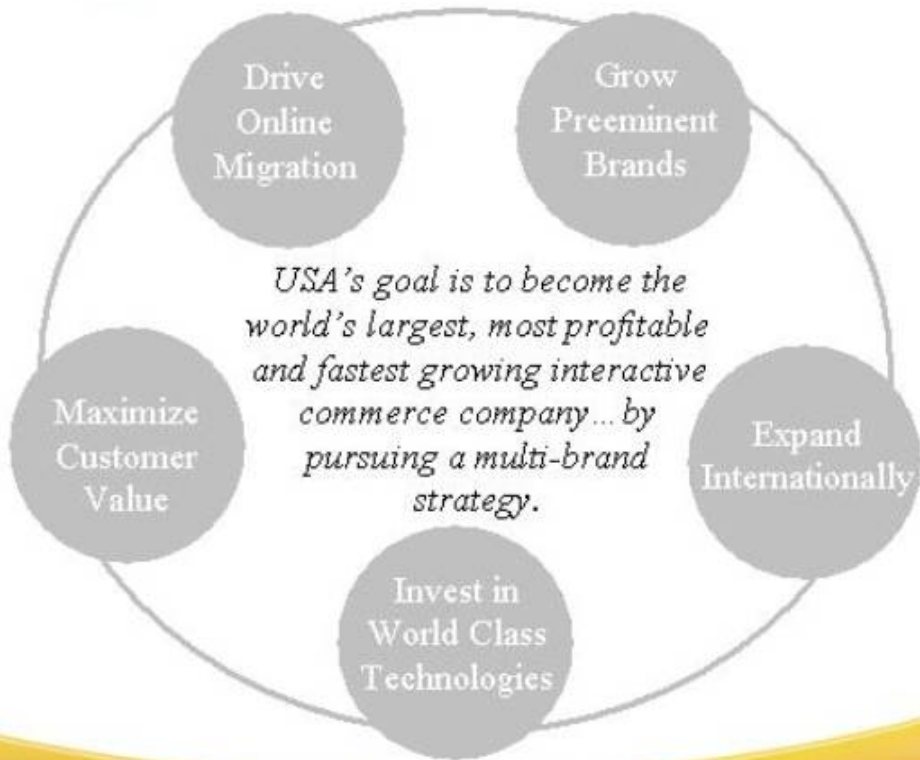 Drive
Online
Migration
Grow
Preeminent
Brands
USA's goal is to become the
world's largest, most profitable
and fastest growing interactive
commerce company... by
pursuing a multi-brand
strategy.
Maximize
Customer
Value
Expand
Internationally
Invest in
World Class
Technologies